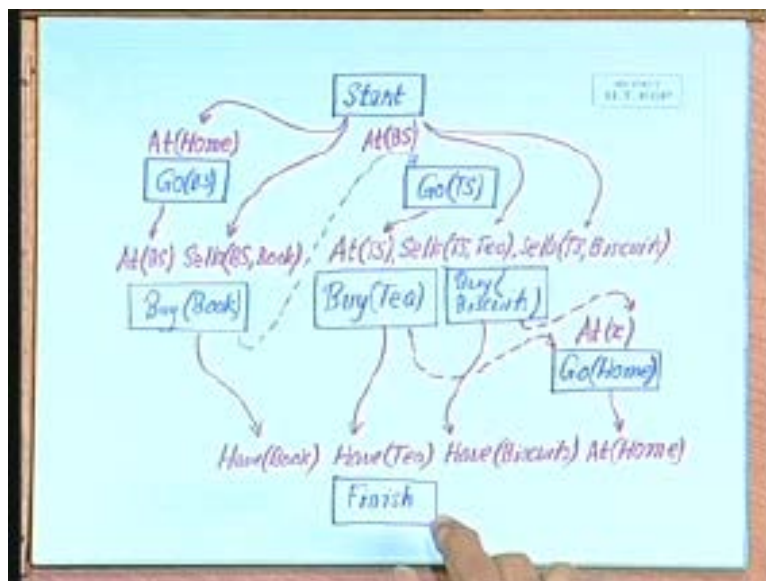 Start
At(Home)
At(BS)
Go(BS)
Go(TS)
At(BS) Sells(BS, Book)
At(TS), Sells(TS, Tea), Sells(TS, Biscuit)
Buy(Book)
Buy(Tea)
Buy(
Biscuits)
At(x)
Go(Home)
Have(Book) Have(Tea) Have(Biscuits) At(Home)
Finish